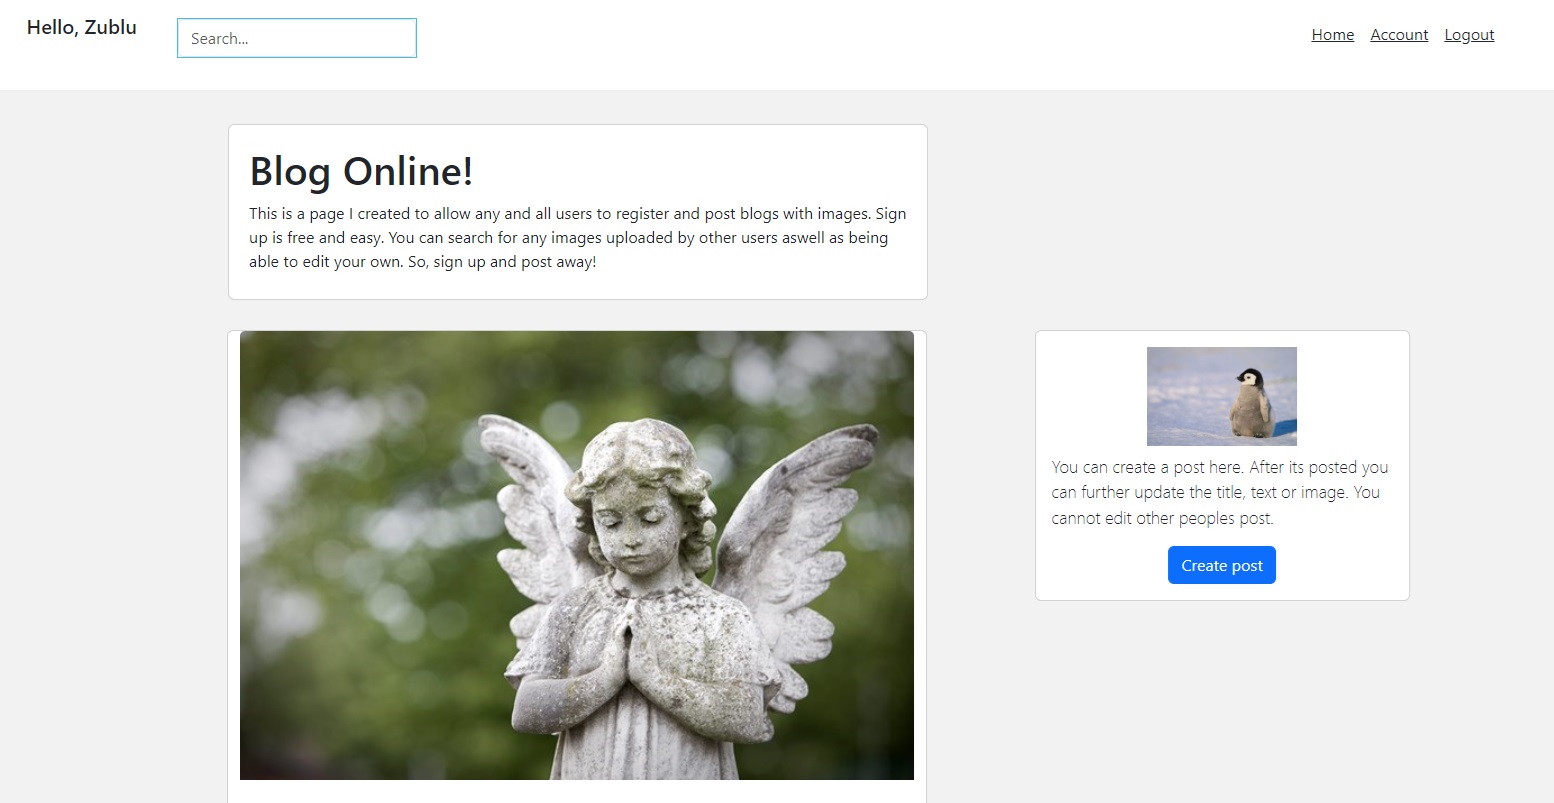 Hello, Zublu
Search...
Home Account Logout
Blog Online!
This is a page I created to allow any and all users to register and post blogs with images. Sign
up is free and easy. You can search for any images uploaded by other users aswell as being
able to edit your own. So, sign up and post away!
You can create a post here. After its posted you
can further update the title, text or image. You
cannot edit other peoples post.
Create post